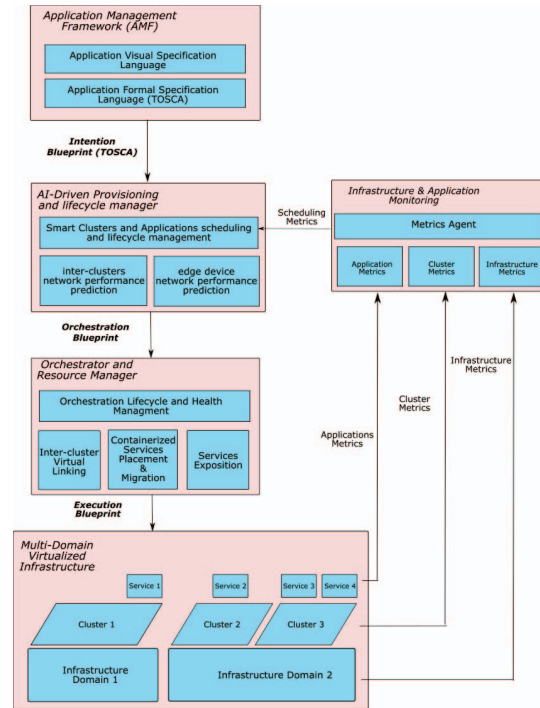 Application Management
Framework (AMF)
Application Visual Specification
Language
Application Formal Specification
Language (TOSCA)
Intention
Blueprint (TOSCA)
AI-Driven Provisioning
and lifecycle manager
Smart Clusters and Applications scheduling
and lifecycle management
inter-clusters
network performance
prediction
edge device
network performance
prediction
Scheduling
Metrics
Infrastructure & Application
Monitoring
Metrics Agent
Application
Metrics
Cluster
Metrics
Infrastructure
Metrics
Orchestration
Blueprint
Orchestrator and
Resource Manager
Orchestration Lifecycle and Health
Managment
Inter-cluster
Virtual
Linking
Containerized
Services
Placement
&
Migration
Services
Exposition
Infrastructure
Metrics
Cluster
Metrics
Applications
Metrics
Execution
Blueprint
Multi-Domain
Virtualized
Infrastructure
Service 1
Service 2
Service 3
Service 4
Cluster 1
Cluster 2
Cluster 3
Infrastructure
Domain 1
Infrastructure Domain 2